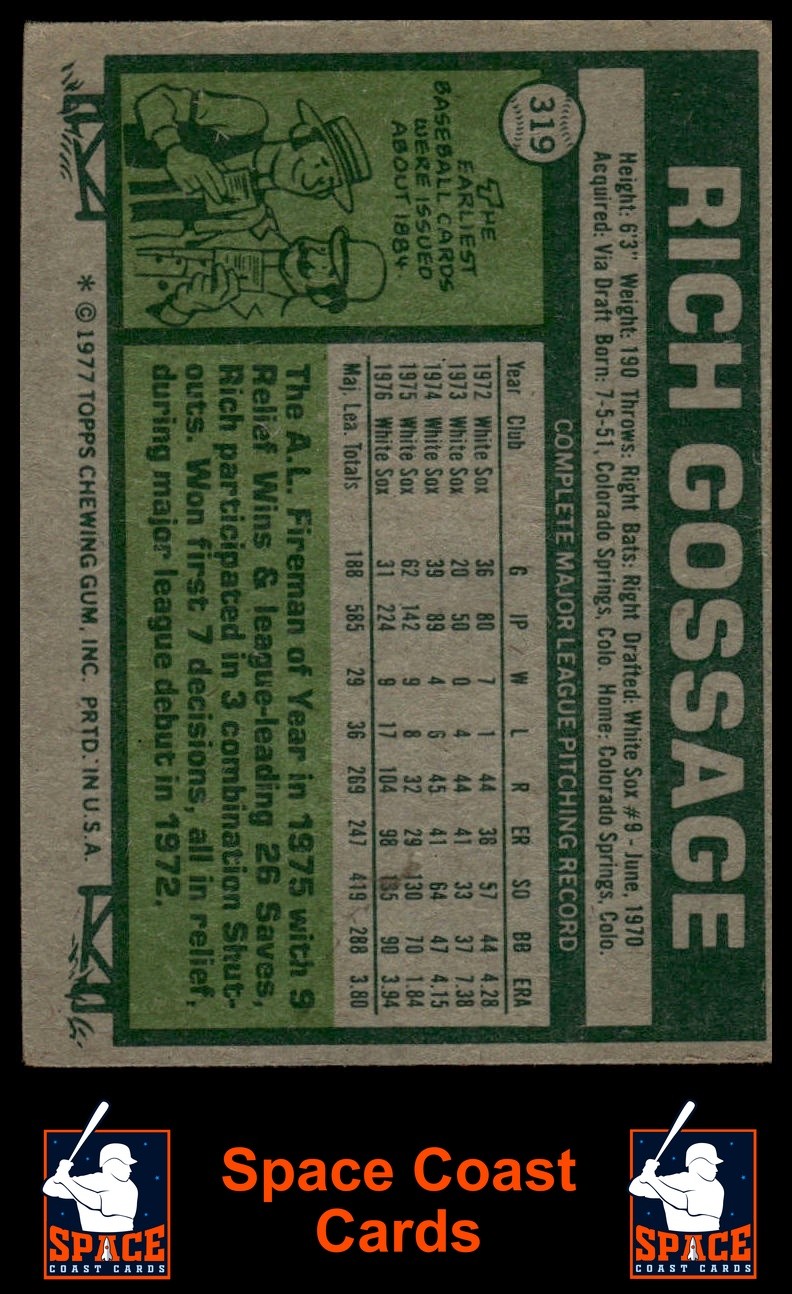 RICH GOSSAGE
319
Height: 6'3" Weight: 190 Throws: Right Bats: Right Drafted: White Sox #9 - June, 1970
Acquired: Via Draft Born: 7-5-51, Colorado Springs, Colo. Home: Colorado Springs, Colo.
COMPLETE MAJOR LEAGUE PITCHING RECORD
Year Club G IP W L R ER SO BB ERA
1972 White Sox 36 80 7 1 44 38 57 44 4.28
1973 White Sox 20 50 0 4 44 41 33 37 7.38
1974 White Sox 39 89 4 6 45 41 64 47 4.15
1975 White Sox 62 142 9 8 32 29 130 70 1.84
1976 White Sox 31 224 9 17 104 98 135 90 3.94
Maj. Lea. Totals 188 585 29 36 269 247 419 288 3.80
THE
EARLIEST
BASEBALL CARDS
WERE ISSUED
ABOUT 1884.
The A.L. Fireman of Year in 1975 with 9
Relief Wins & league-leading 26 Saves,
Rich participated in 3 combination Shut-
outs. Won first 7 decisions, all in relief,
during major league debut in 1972.
* © 1977 TOPPS CHEWING GUM, INC. PRTD. IN U.S.A.
Space Coast
Cards
SPACE
COAST CARDS
SPACE
COAST CARDS